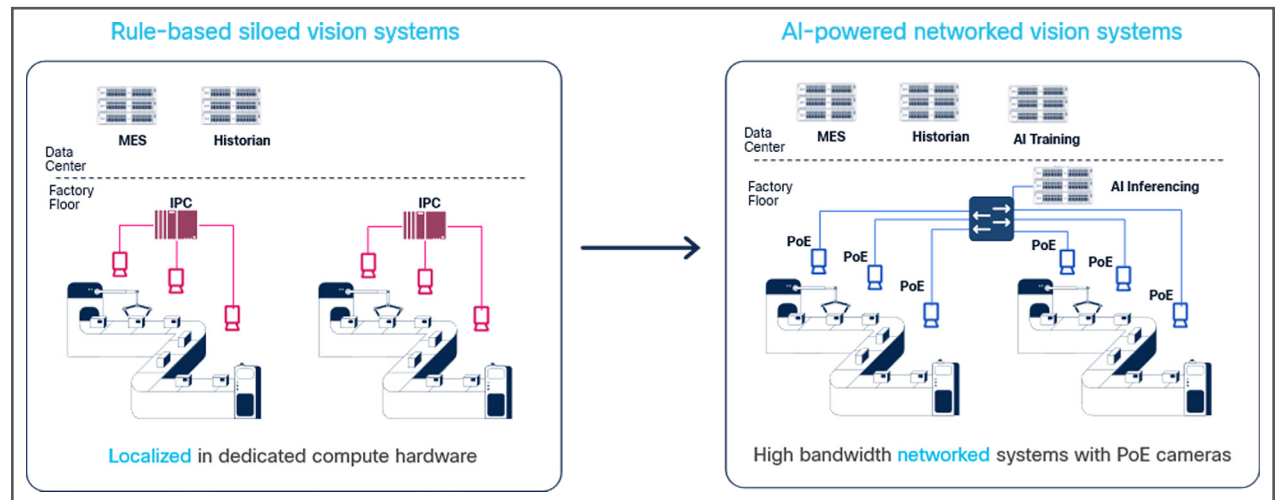 Rule-based siloed vision systems
MES
Historian
Data
Center
Factory
Floor
IPC
IPC
Localized in dedicated compute hardware
AI-powered networked vision systems
MES
Historian
AI Training
Data
Center
Factory
Floor
AI Inferencing
PoE
PoE
PoE
PoE
PoE
PoE
High bandwidth networked systems with PoE cameras